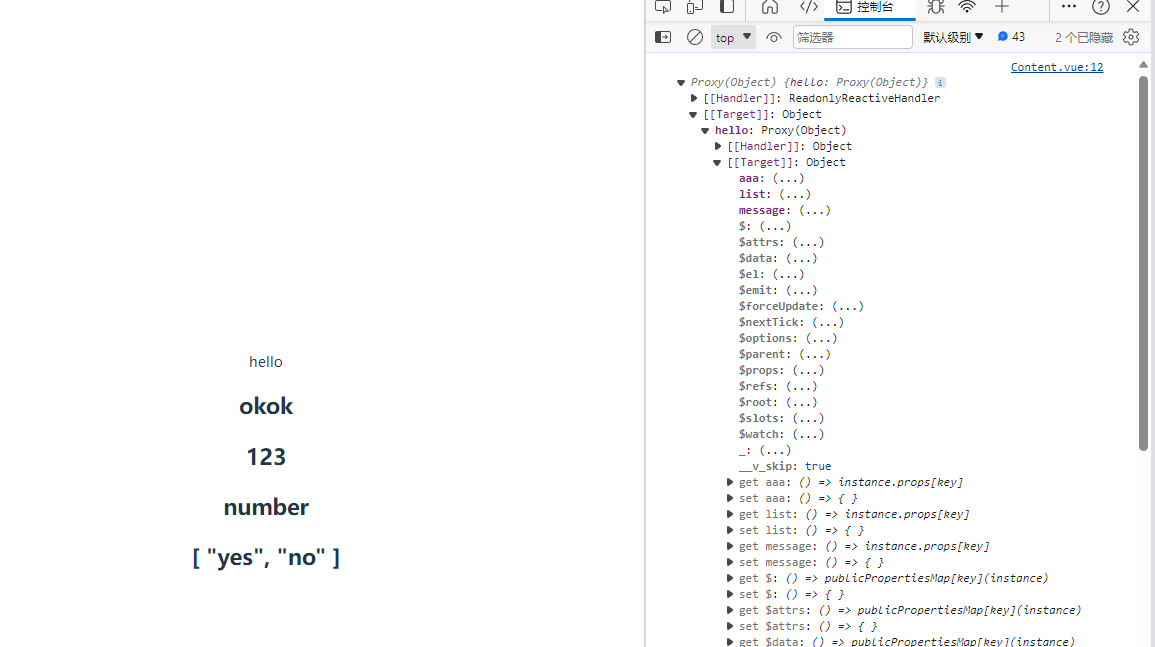 hello
okok
123
number
[ "yes", "no" ]
控制台
top
筛选器
默认级别
43
2 个已隐藏
Content.vue:12
Proxy(Object) {hello: Proxy(Object)} i
[[Handler]]: ReadonlyReactiveHandler
[[Target]]: Object
hello: Proxy(Object)
[[Handler]]: Object
[[Target]]: Object
aaa: (...)
list: (...)
message: (...)
$: (...)
$attrs: (...)
$data: (...)
$el: (...)
$emit: (...)
$forceUpdate: (...)
$nextTick: (...)
$options: (...)
$parent: (...)
$props: (...)
$refs: (...)
$root: (...)
$slots: (...)
$watch: (...)
_: (...)
__v_skip: true
get aaa: () => instance.props[key]
set aaa: () => { }
get list: () => instance.props[key]
set list: () => { }
get message: () => instance.props[key]
set message: () => { }
get $: () => publicPropertiesMap[key](instance)
set $: () => { }
get $attrs: () => publicPropertiesMap[key](instance)
set $attrs: () => { }
get $data: () => publicPropertiesMap[key](instance)